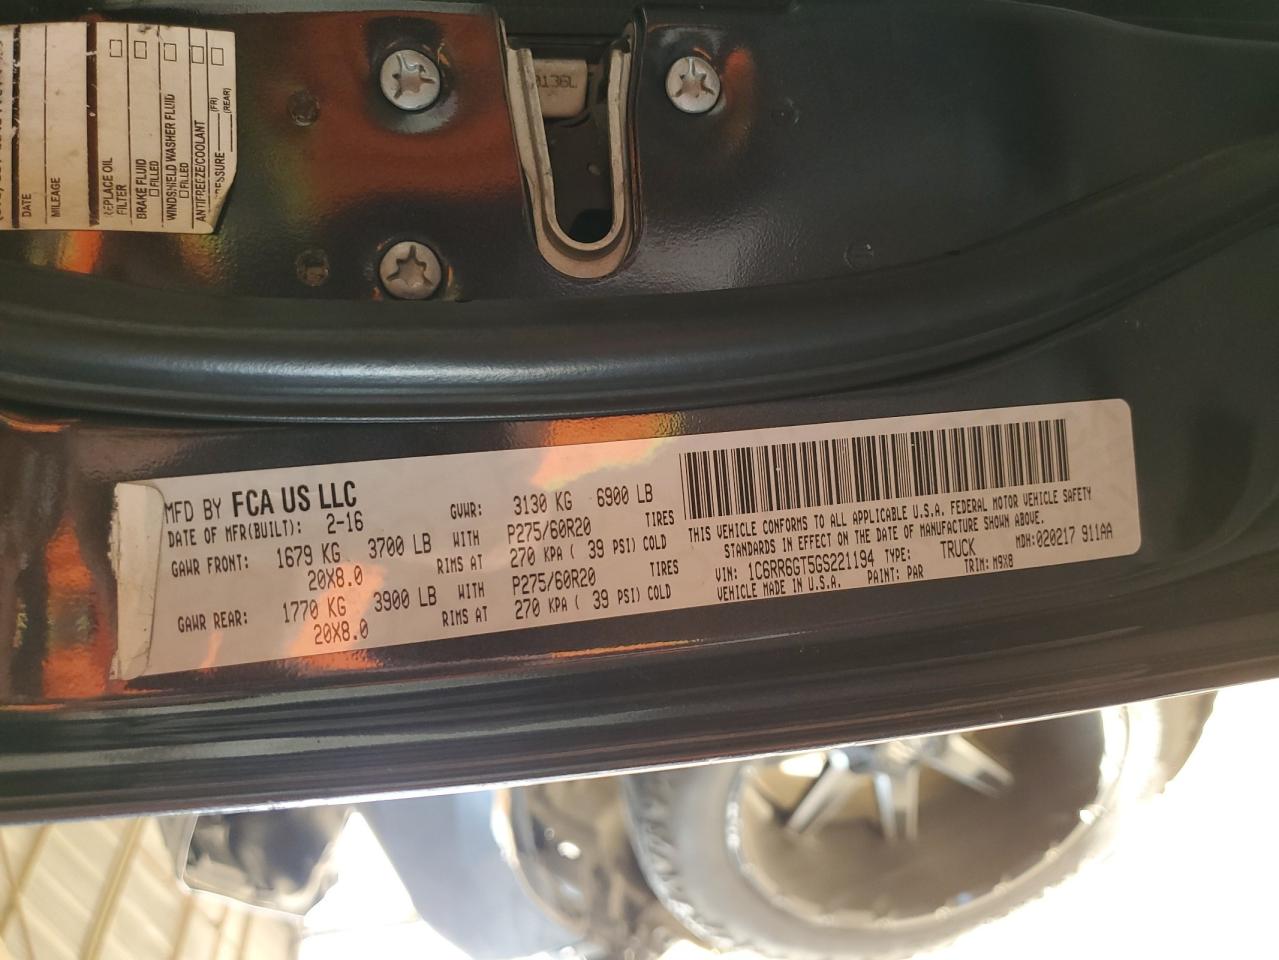 DATE
MILEAGE
REPLACE OIL
FILTER
BRAKE FLUID
FILLED
WINDSHIELD WASHER FLUID
FILLED
ANTIFREEZE/COOLANT
PRESSURE (FR)
(REAR)
0136L
MFD BY FCA US LLC
DATE OF MFR(BUILT): 2-16
GVWR: 3130 KG 6900 LB
GAWR FRONT: 1679 KG 3700 LB WITH P275/60R20 TIRES
20X8.0 RIMS AT 270 KPA ( 39 PSI) COLD
GAWR REAR: 1770 KG 3900 LB WITH P275/60R20 TIRES
20X8.0 RIMS AT 270 KPA ( 39 PSI) COLD
THIS VEHICLE CONFORMS TO ALL APPLICABLE U.S.A. FEDERAL MOTOR VEHICLE SAFETY
STANDARDS IN EFFECT ON THE DATE OF MANUFACTURE SHOWN ABOVE.
VIN: 1C6RR6GT5GS221194 TYPE: TRUCK MDH:020217 911AA
VEHICLE MADE IN U.S.A. PAINT: PAR TRIM: M9X8